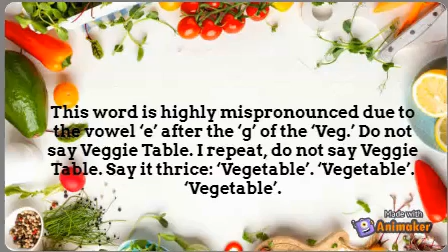 This word is highly mispronounced due to
the vowel ‘e’ after the ‘g’ of the ‘Veg.’ Do not
say Veggie Table. I repeat, do not say Veggie
Table. Say it thrice: ‘Vegetable’. ‘Vegetable’.
‘Vegetable’.
Made with
Animaker